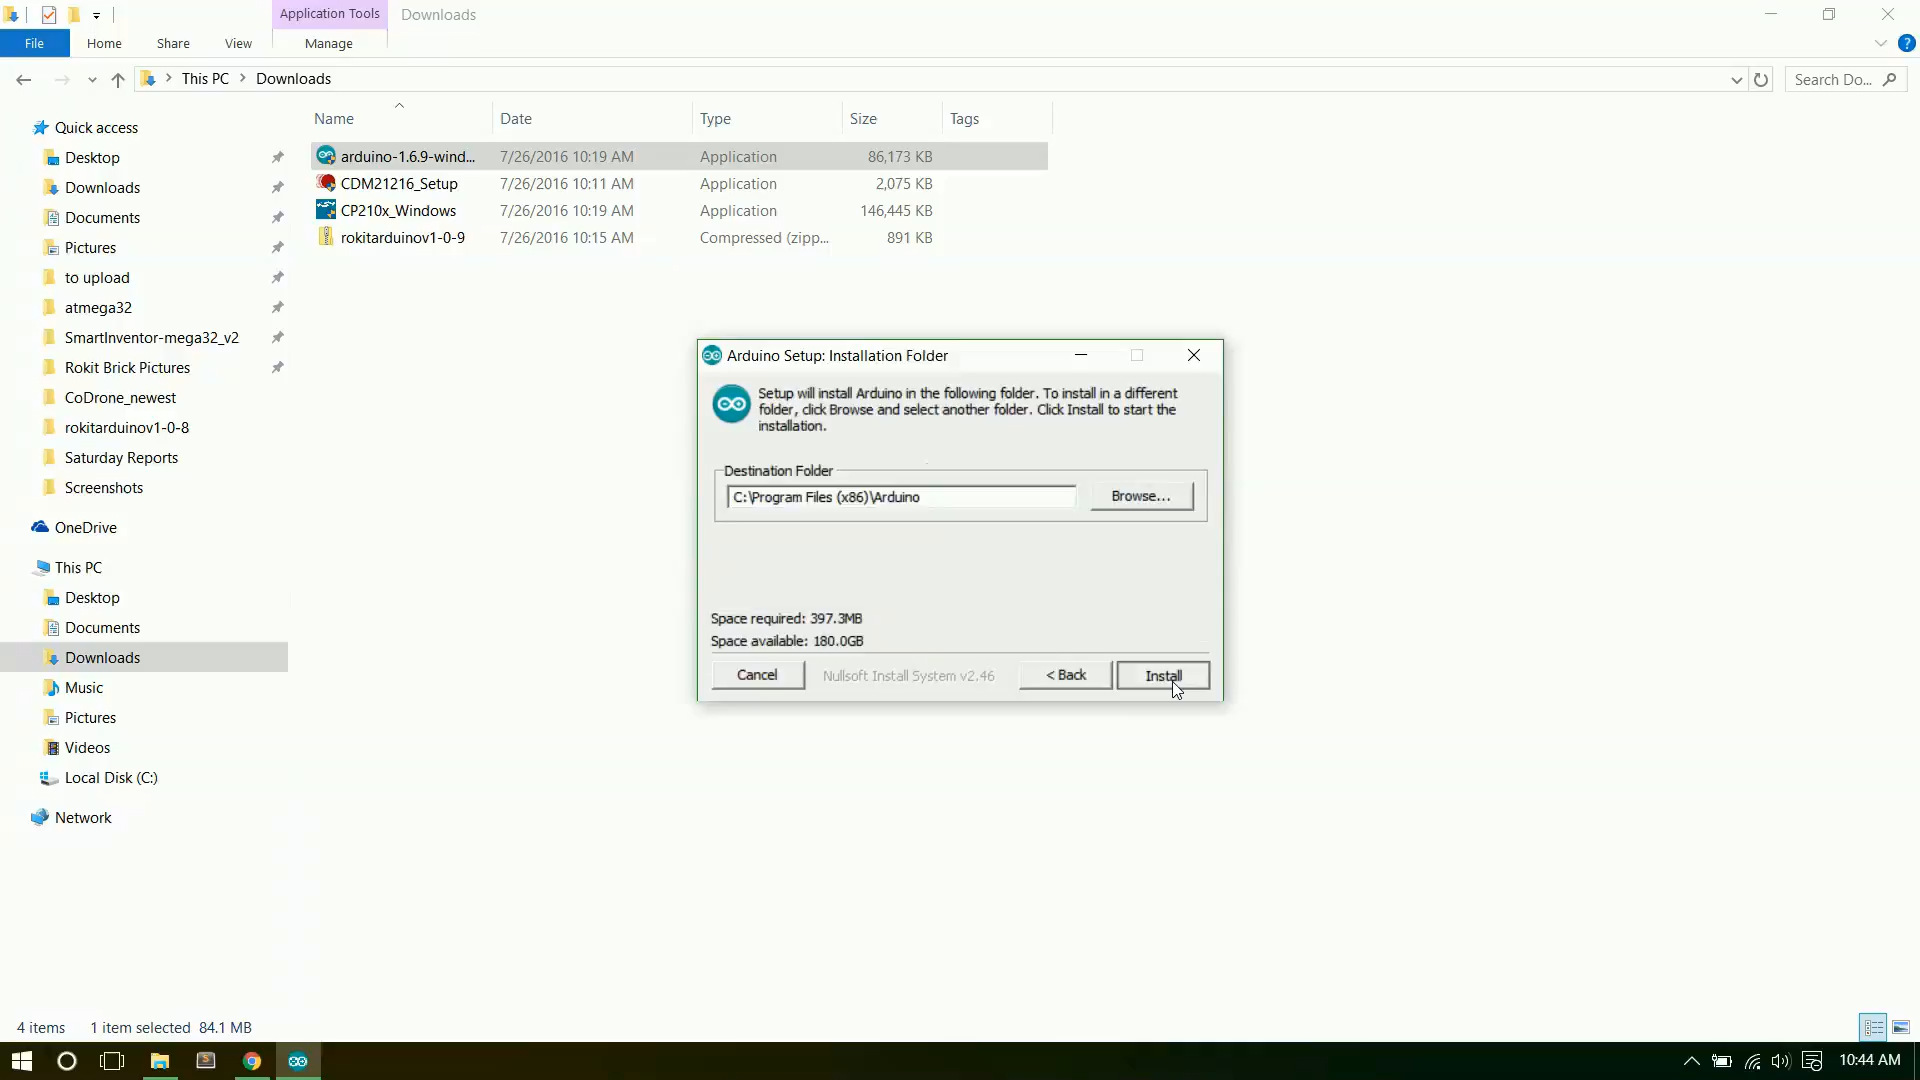 Application Tools
Downloads
File
Home
Share
View
Manage
?
This PC
Downloads
Search Do...
Name
Date
Type
Size
Tags
arduino-1.6.9-wind...
7/26/2016 10:19 AM
Application
86,173 KB
CDM21216_Setup
7/26/2016 10:11 AM
Application
2,075 KB
CP210x_Windows
7/26/2016 10:19 AM
Application
146,445 KB
rokitarduinov1-0-9
7/26/2016 10:15 AM
Compressed (zipp...
891 KB
Quick access
Desktop
Downloads
Documents
Pictures
to upload
atmega32
SmartInventor-mega32_v2
Rokit Brick Pictures
CoDrone_newest
rokitarduinov1-0-8
Saturday Reports
Screenshots
OneDrive
This PC
Desktop
Documents
Downloads
Music
Pictures
Videos
Local Disk (C:)
Network
Arduino Setup: Installation Folder
Setup will install Arduino in the following folder. To install in a different
folder, click Browse and select another folder. Click Install to start the
installation.
Destination Folder
C:\Program Files (x86)\Arduino
Browse...
Space required: 397.3MB
Space available: 180.0GB
Cancel
Nullsoft Install System v2.46
< Back
Install
4 items
1 item selected 84.1 MB
10:44 AM